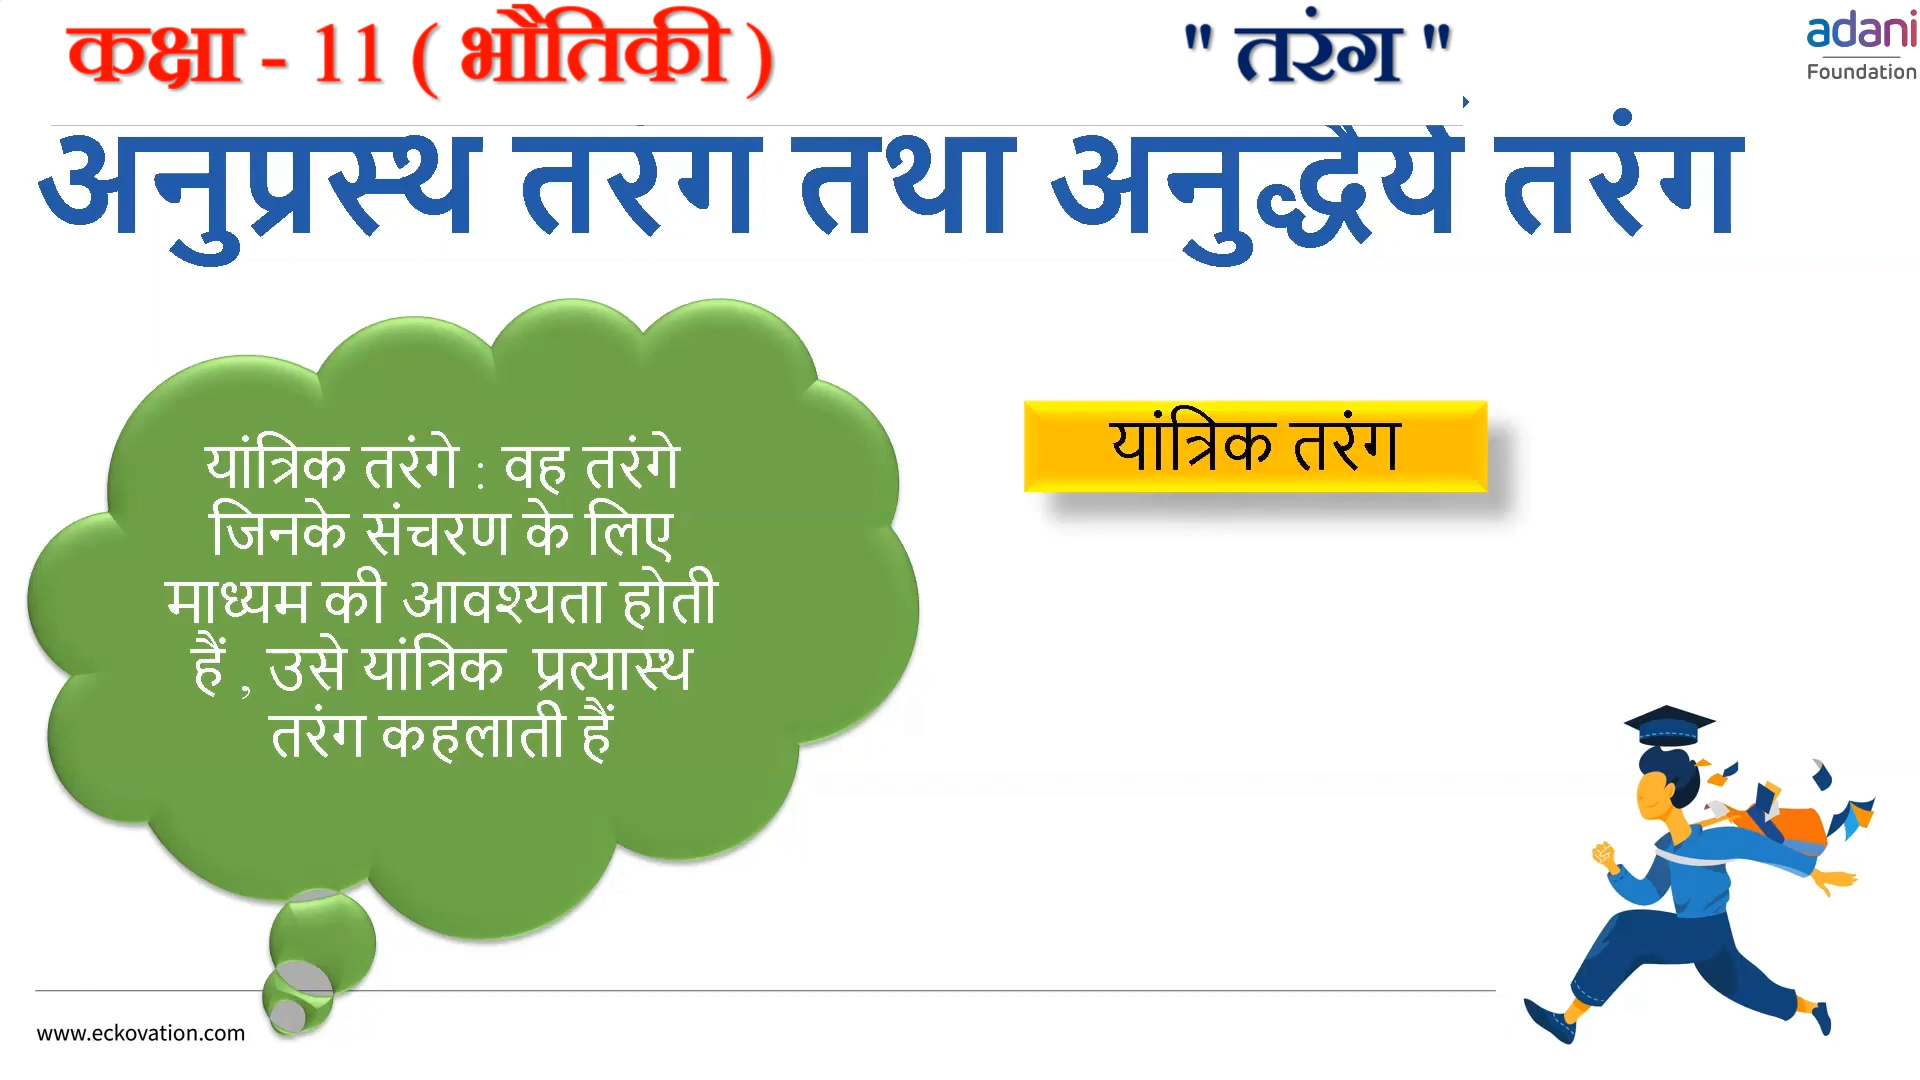 कक्षा - 11 ( भौतिकी )
" तरंग "
adani
Foundation
अनुप्रस्थ तरंग तथा अनुद्धैर्य तरंग
यांत्रिक तरंगे : वह तरंगे
जिनके संचरण के लिए
माध्यम की आवश्यता होती
हैं , उसे यांत्रिक प्रत्यास्थ
तरंग कहलाती हैं
यांत्रिक तरंग
www.eckovation.com